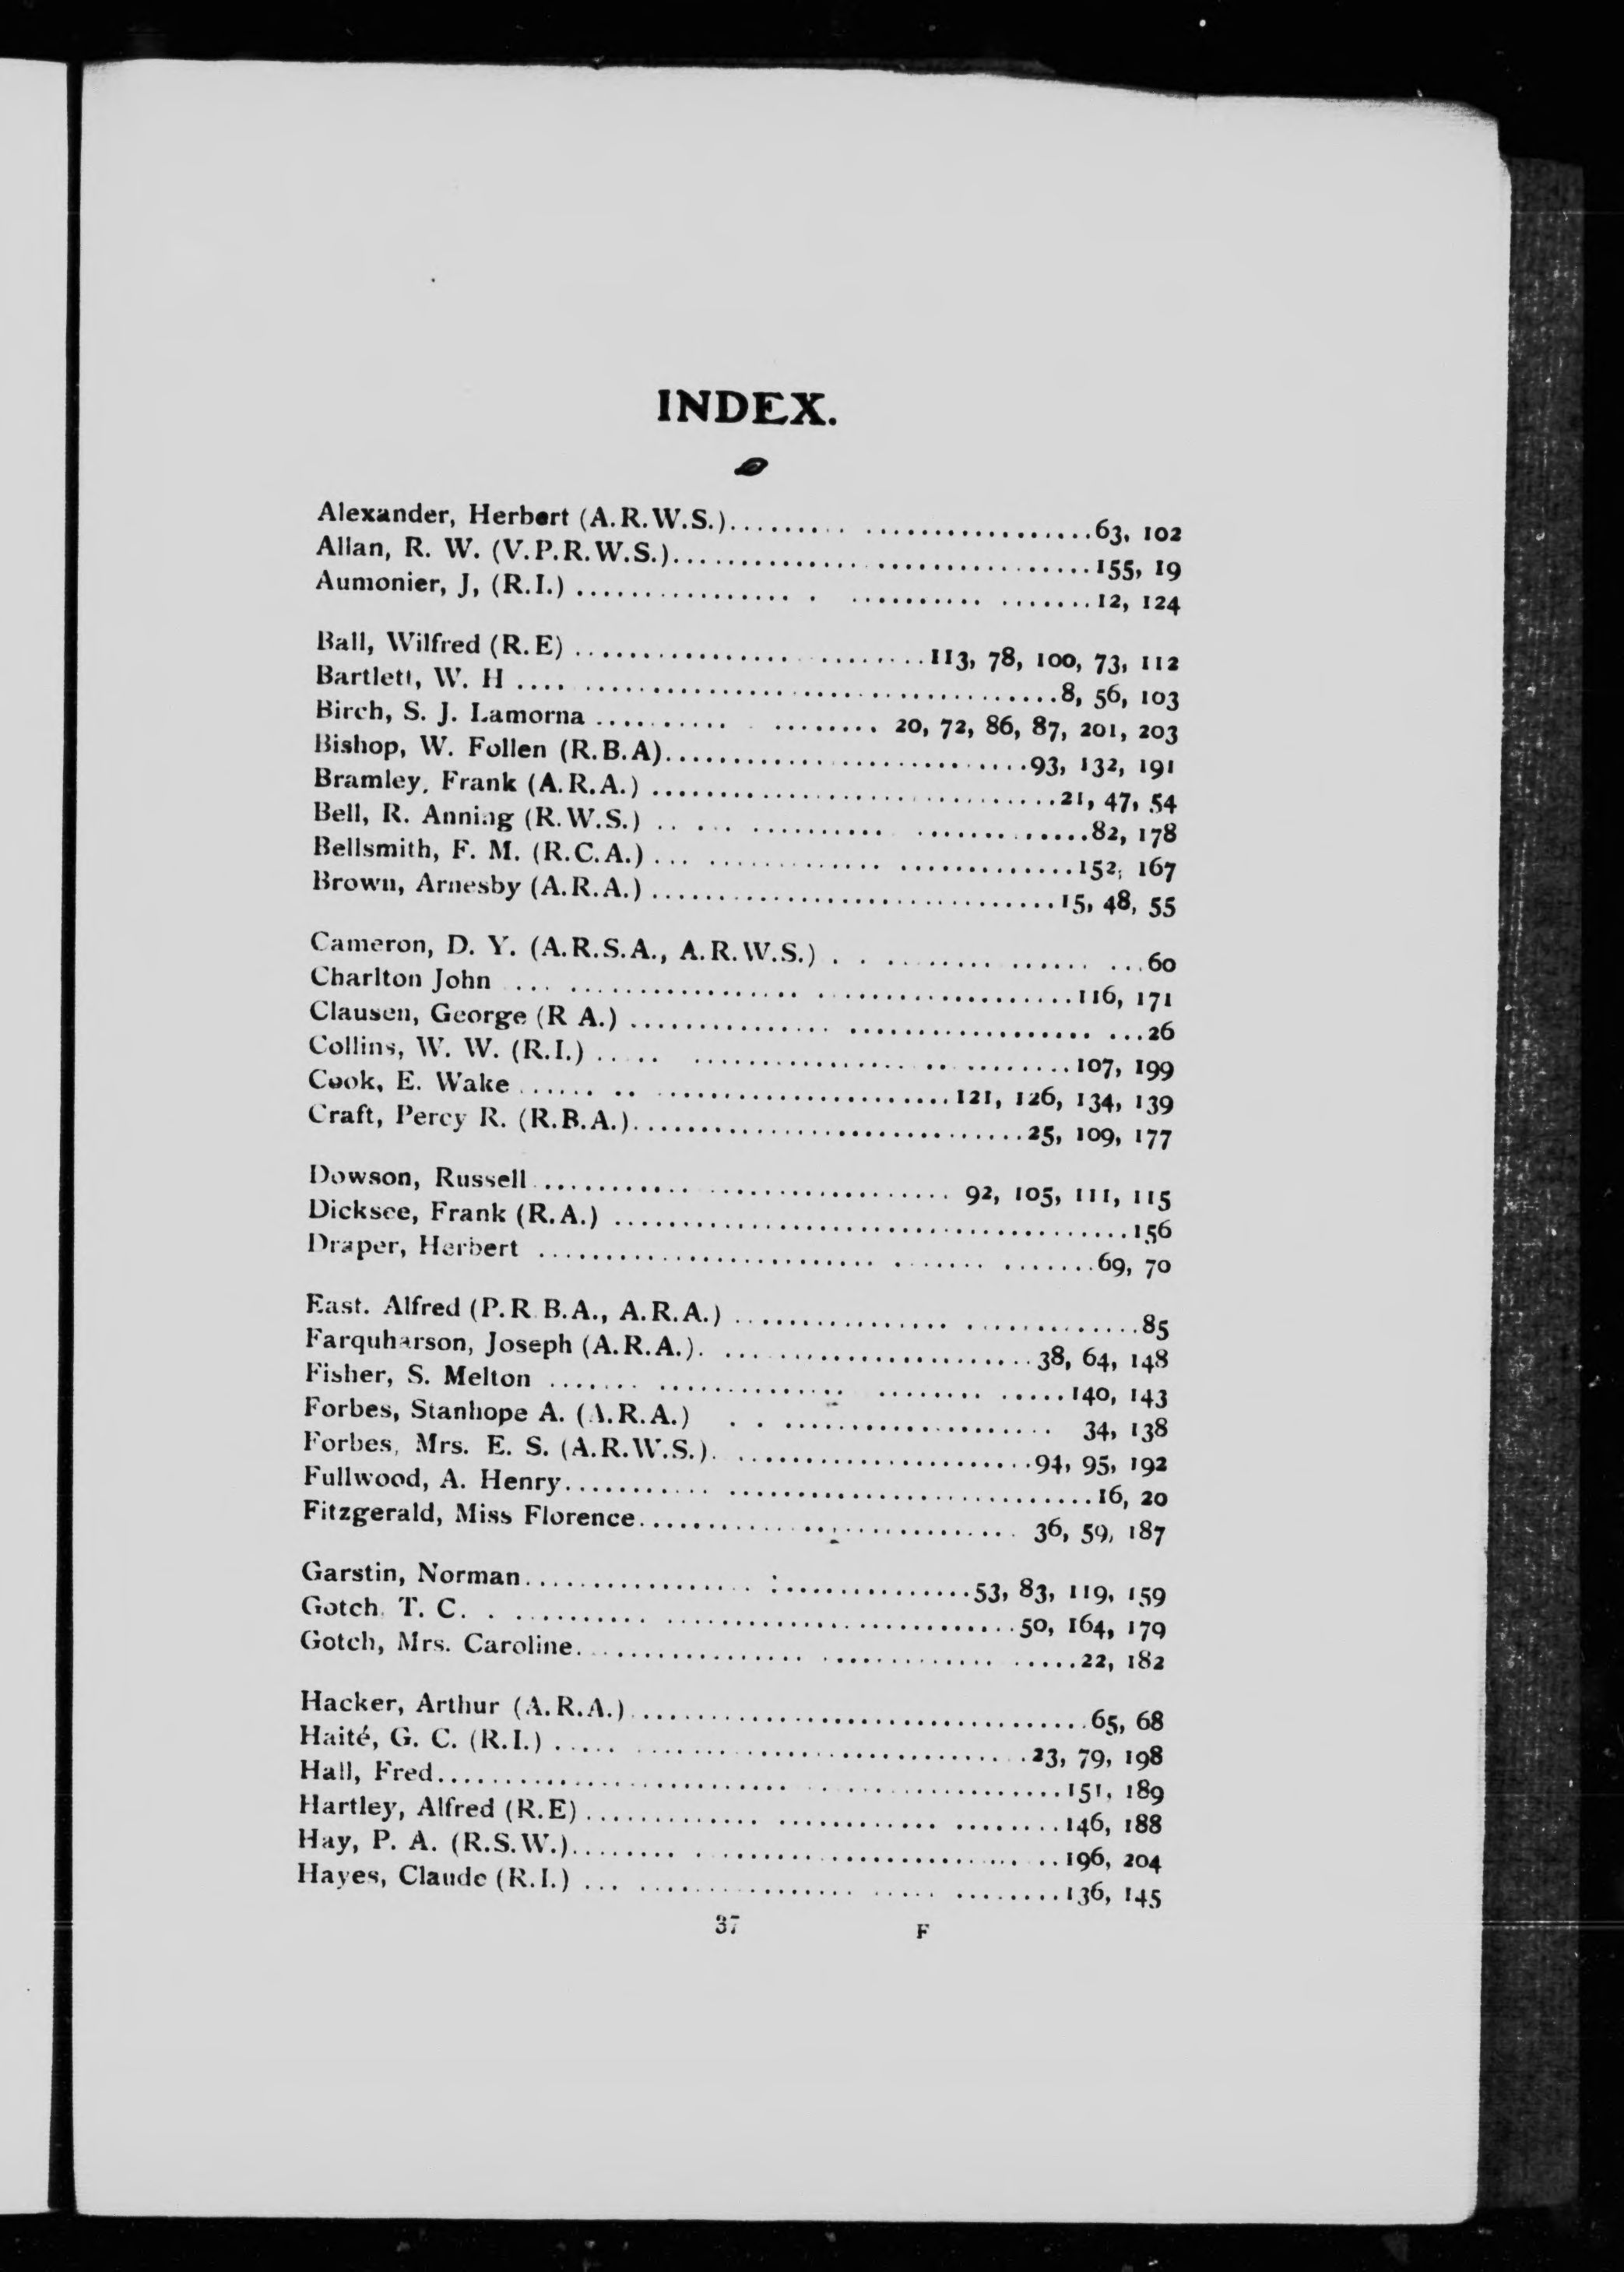 INDEX.
Alexander, Herbert (A.R.W.S.)........................63, 102
Allan, R. W. (V.P.R.W.S.)........................155, 19
Aumonier, J, (R.I.) ........................12, 124
Ball, Wilfred (R.E) ........................113, 78, 100, 73, 112
Bartlett, W. H ........................8, 56, 103
Birch, S. J. Lamorna ........................ 20, 72, 86, 87, 201, 203
Bishop, W. Follen (R.B.A)........................93, 132, 191
Bramley, Frank (A.R.A.) ........................21, 47, 54
Bell, R. Anning (R.W.S.) ........................82, 178
Bellsmith, F. M. (R.C.A.) ........................152, 167
Brown, Arnesby (A.R.A.) ........................15, 48, 55
Cameron, D. Y. (A.R.S.A., A.R.W.S.) ........................60
Charlton John ........................116, 171
Clausen, George (R A.) ........................26
Collins, W. W. (R.I.) ........................107, 199
Cook, E. Wake ........................121, 126, 134, 139
Craft, Percy R. (R.B.A.)........................25, 109, 177
Dowson, Russell ........................ 92, 105, 111, 115
Dicksee, Frank (R.A.) ........................156
Draper, Herbert ........................69, 70
East. Alfred (P.R B.A., A.R.A.) ........................85
Farquharson, Joseph (A.R.A.)........................38, 64, 148
Fisher, S. Melton ........................140, 143
Forbes, Stanhope A. (A.R.A.) ........................ 34, 138
Forbes, Mrs. E. S. (A.R.W.S.)........................94, 95, 192
Fullwood, A. Henry........................16, 20
Fitzgerald, Miss Florence........................ 36, 59, 187
Garstin, Norman........................53, 83, 119, 159
Gotch, T. C. ........................50, 164, 179
Gotch, Mrs. Caroline........................22, 182
Hacker, Arthur (A.R.A.)........................65, 68
Haité, G. C. (R.I.) ........................23, 79, 198
Hall, Fred........................151, 189
Hartley, Alfred (R.E)........................146, 188
Hay, P. A. (R.S.W.)........................196, 204
Hayes, Claude (R.I.) ........................136, 145
37 F